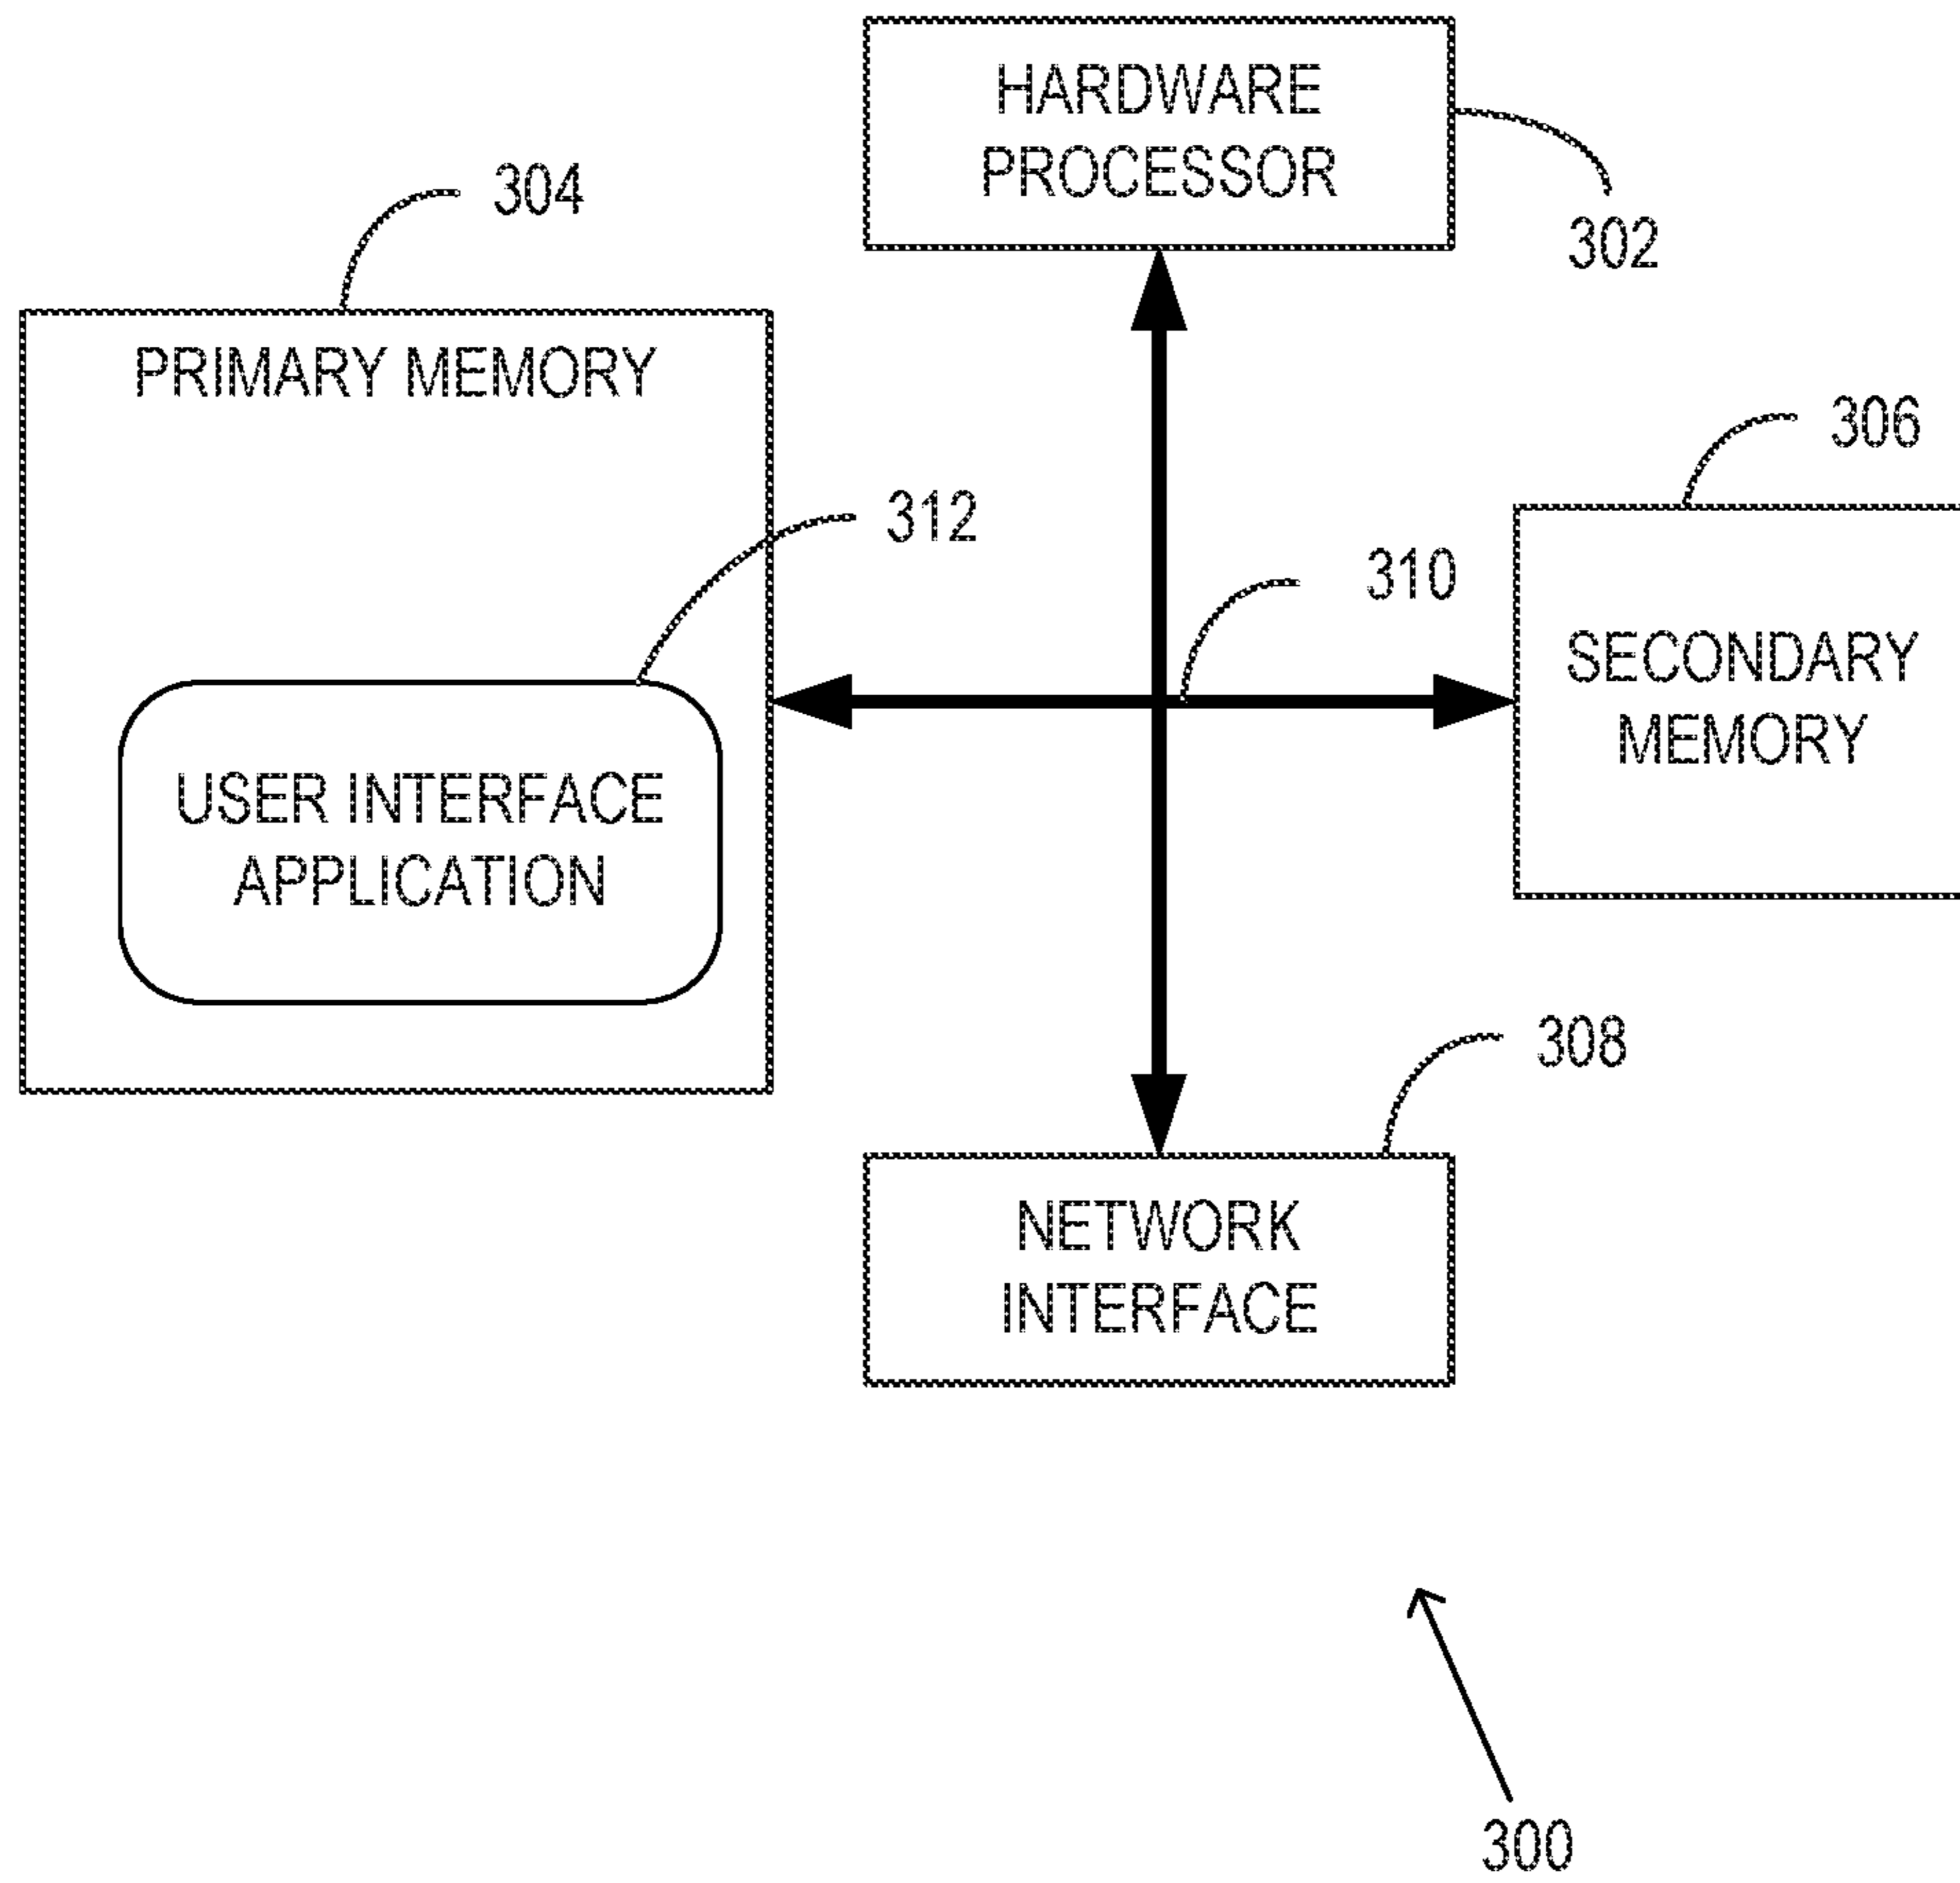 HARDWARE
PROCESSOR
302
304
PRIMARY MEMORY
306
312
310
SECONDARY
MEMORY
USER INTERFACE
APPLICATION
308
NETWORK
INTERFACE
300